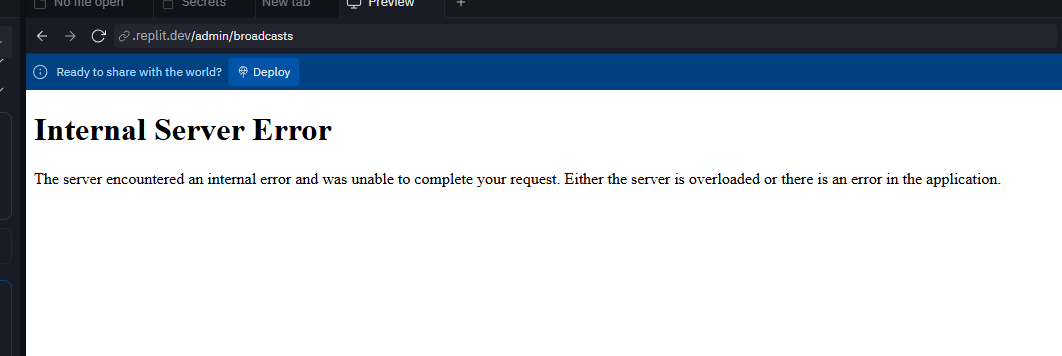 No file open
Secrets
New tab
Preview
.replit.dev/admin/broadcasts
Ready to share with the world?
Deploy
Internal Server Error
The server encountered an internal error and was unable to complete your request. Either the server is overloaded or there is an error in the application.